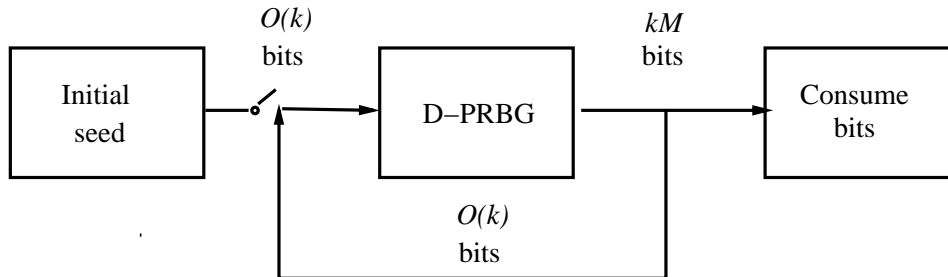 O(k)
bits
kM
bits
Initial
seed
D–PRBG
Consume
bits
O(k)
bits